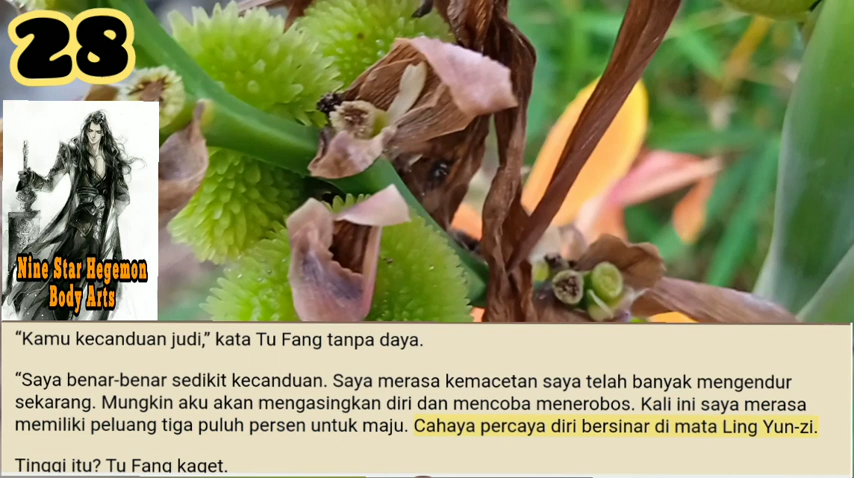 28
Nine Star Hegemon
Body Arts
“Kamu kecanduan judi,” kata Tu Fang tanpa daya.
“Saya benar-benar sedikit kecanduan. Saya merasa kemacetan saya telah banyak mengendur
sekarang. Mungkin aku akan mengasingkan diri dan mencoba menerobos. Kali ini saya merasa
memiliki peluang tiga puluh persen untuk maju. Cahaya percaya diri bersinar di mata Ling Yun-zi.
Tinggi itu? Tu Fang kaget.